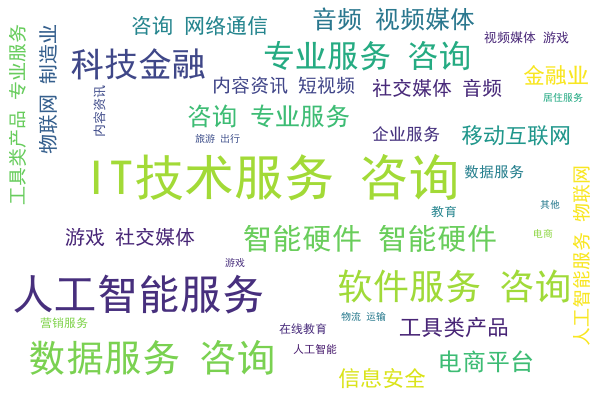 咨询 网络通信
音频 视频媒体
视频媒体 游戏
专业服务 咨询
科技金融
金融业
内容资讯 短视频
社交媒体 音频
居住服务
工具类产品 专业服务
物联网 制造业
内容资讯
咨询 专业服务
旅游 出行
企业服务
移动互联网
IT技术服务 咨询
数据服务
教育
其他
人工智能服务 物联网
游戏 社交媒体
智能硬件 智能硬件
电商
游戏
人工智能服务
软件服务 咨询
营销服务
物流 运输
在线教育
工具类产品
数据服务 咨询
人工智能
电商平台
信息安全